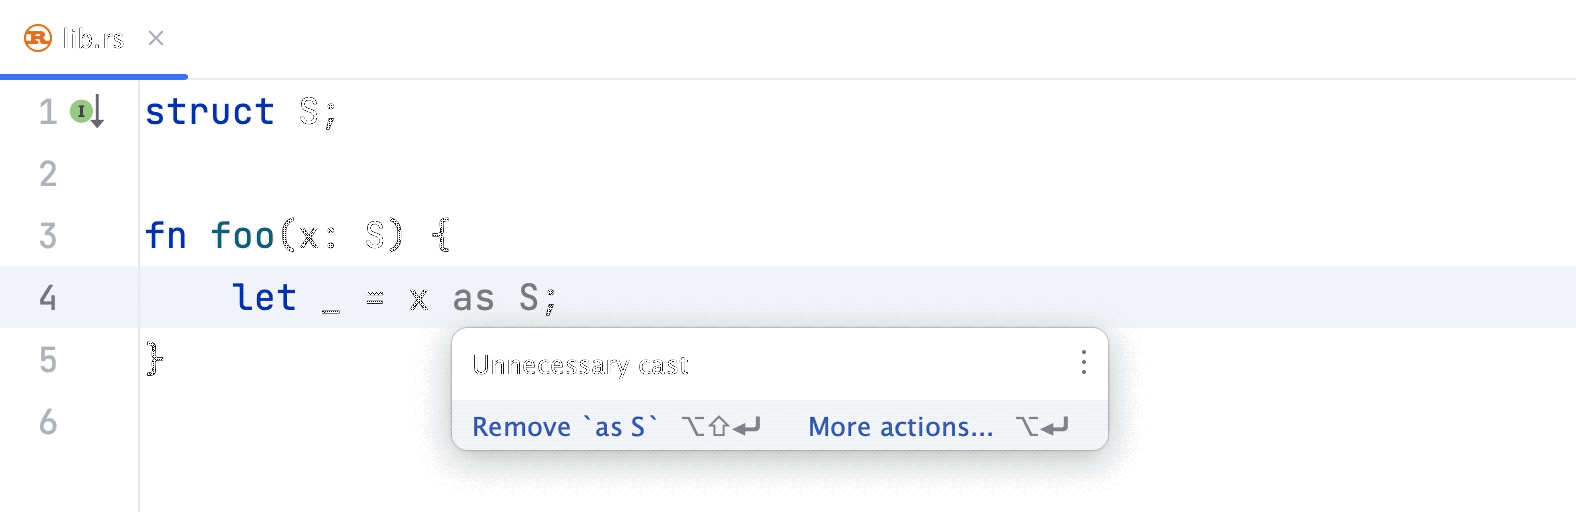 lib.rs
1 struct S;
2
3 fn foo(x: S) {
4     let _ = x as S;
5 }
6
Unnecessary cast
Remove `as S` ⌥⇧↩ More actions... ⌥↩